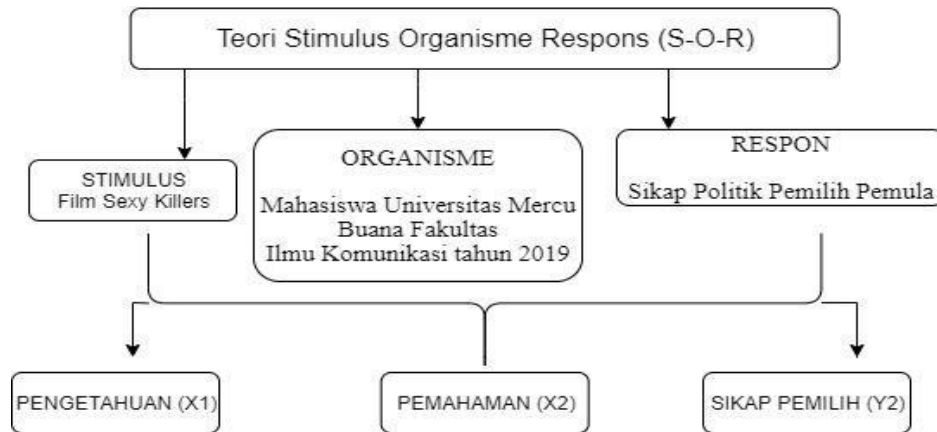 Teori Stimulus Organisme Respons (S-O-R)
STIMULUS
Film Sexy Killers
ORGANISME
Mahasiswa Universitas Mercu
Buana Fakultas
Ilmu Komunikasi tahun 2019
RESPON
Sikap Politik Pemilih Pemula
PENGETAHUAN (X1)
PEMAHAMAN (X2)
SIKAP PEMILIH (Y2)